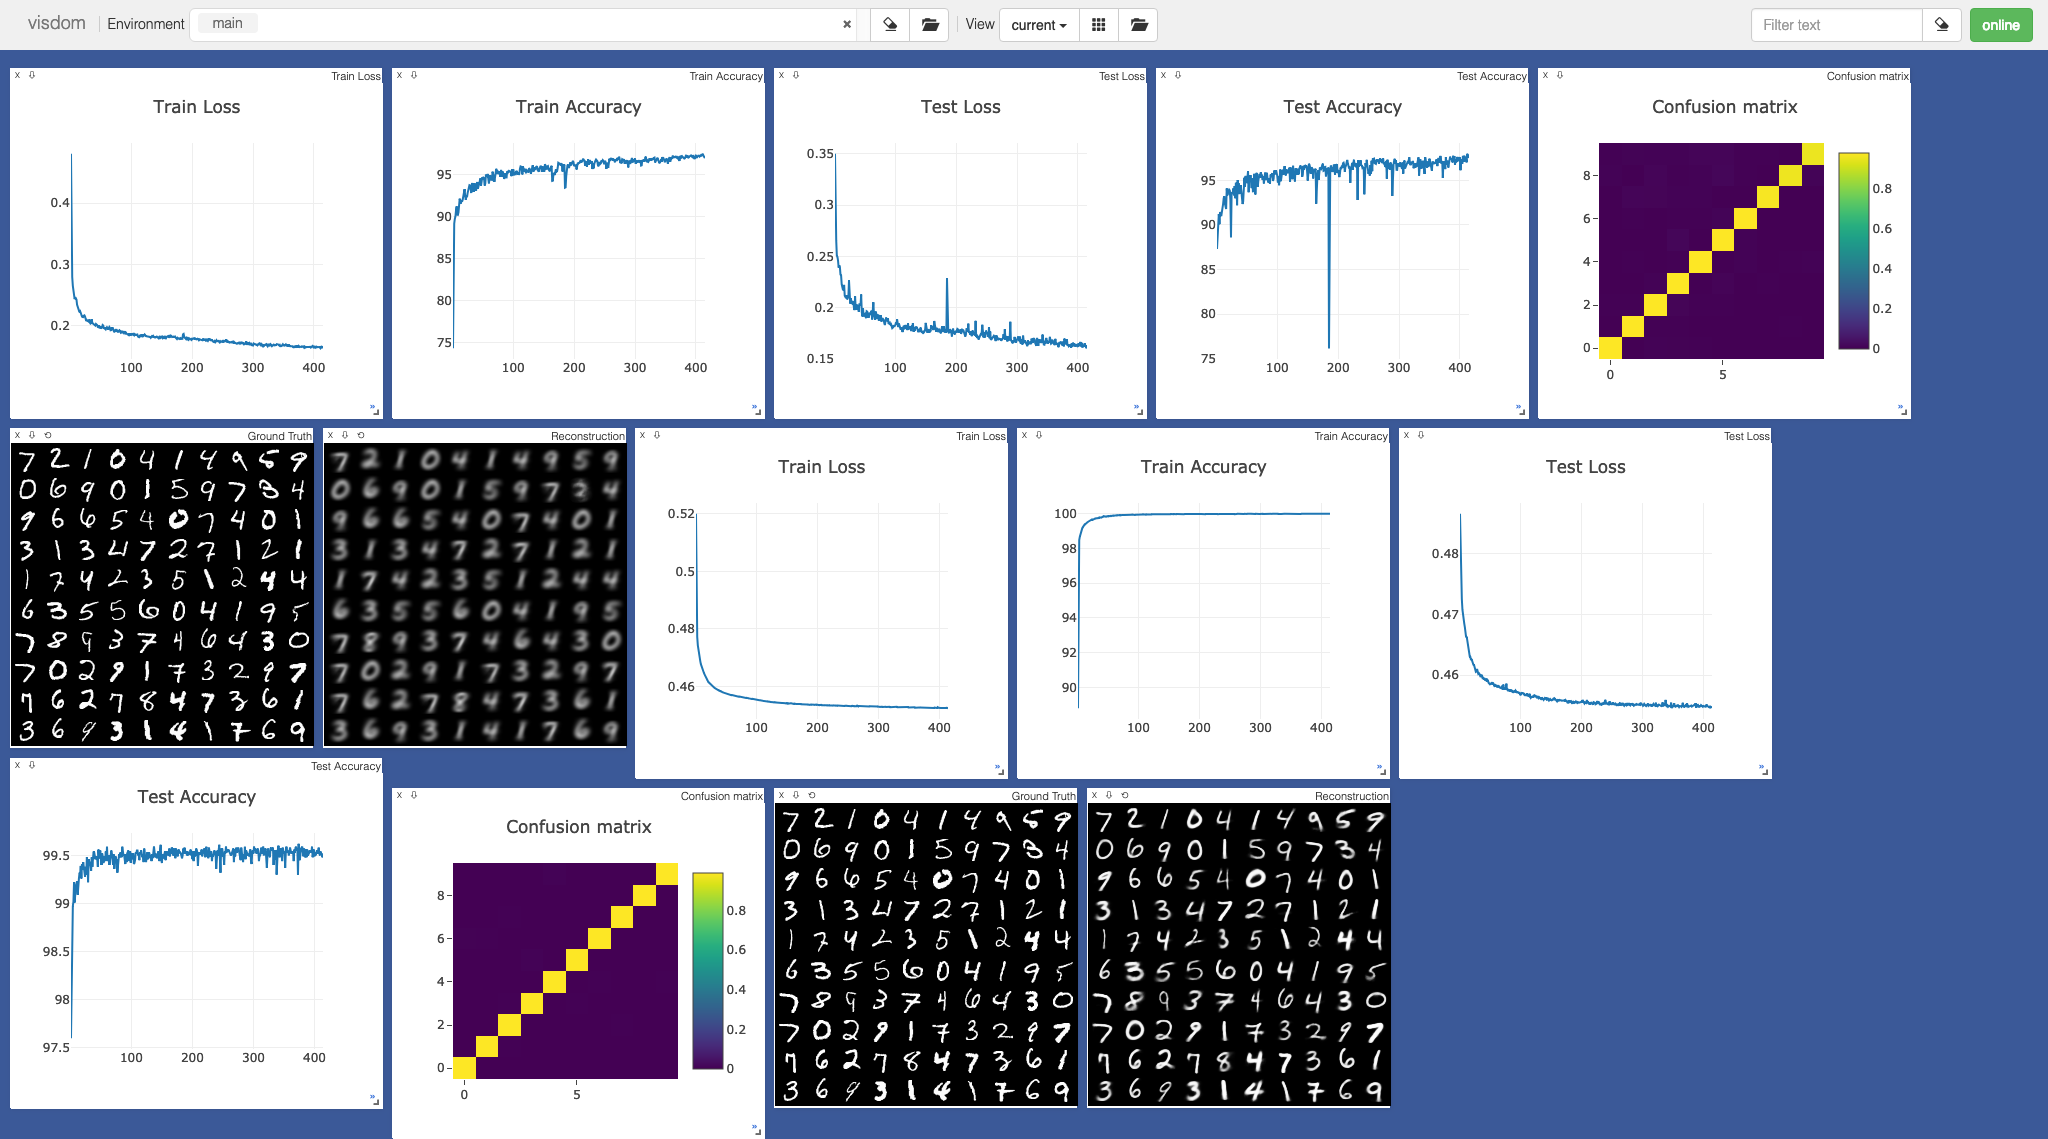 visdom Environment main × View current Filter text online
x Train Loss
Train Loss
0.4
0.3
0.2
100 200 300 400
x Train Accuracy
Train Accuracy
95
90
85
80
75
100 200 300 400
x Test Loss
Test Loss
0.35
0.3
0.25
0.2
0.15
100 200 300 400
x Test Accuracy
Test Accuracy
95
90
85
80
75
100 200 300 400
x Confusion matrix
Confusion matrix
8
6
4
2
0
0 5
0.8
0.6
0.4
0.2
0
x Ground Truth
7 2 1 0 4 1 4 9 5 9
0 6 9 0 1 5 9 7 3 4
9 6 6 5 4 0 7 4 0 1
3 1 3 4 7 2 7 1 2 1
1 7 4 2 3 5 1 2 4 4
6 3 5 5 6 0 4 1 9 5
7 8 9 3 7 4 6 4 3 0
7 0 2 9 1 7 3 2 9 7
7 6 2 7 8 4 7 3 6 1
3 6 9 3 1 4 1 7 6 9
x Reconstruction
7 2 1 0 4 1 4 9 5 9
0 6 9 0 1 5 9 7 4
9 6 6 5 4 0 7 4 0 1
3 1 3 4 7 2 7 1 2 1
1 7 4 2 3 5 1 2 4 4
6 3 5 5 6 0 4 1 9 5
7 8 9 3 7 4 6 4 3 0
7 0 2 9 1 7 3 2 9 7
7 6 2 7 8 4 7 3 6 1
3 6 9 3 1 4 1 7 6 9
x Train Loss
Train Loss
0.52
0.5
0.48
0.46
100 200 300 400
x Train Accuracy
Train Accuracy
100
98
96
94
92
90
100 200 300 400
x Test Loss
Test Loss
0.48
0.47
0.46
100 200 300 400
x Test Accuracy
Test Accuracy
99.5
99
98.5
98
97.5
100 200 300 400
x Confusion matrix
Confusion matrix
8
6
4
2
0
0 5
0.8
0.6
0.4
0.2
0
x Ground Truth
7 2 1 0 4 1 4 9 5 9
0 6 9 0 1 5 9 7 3 4
9 6 6 5 4 0 7 4 0 1
3 1 3 4 7 2 7 1 2 1
1 7 4 2 3 5 1 2 4 4
6 3 5 5 6 0 4 1 9 5
7 8 9 3 7 4 6 4 3 0
7 0 2 9 1 7 3 2 9 7
7 6 2 7 8 4 7 3 6 1
3 6 9 3 1 4 1 7 6 9
x Reconstruction
7 2 1 0 4 1 4 9 5 9
0 6 9 0 1 5 9 7 3 4
9 6 6 5 4 0 7 4 0 1
3 1 3 4 7 2 7 1 2 1
1 7 4 2 3 5 1 2 4 4
6 3 5 5 6 0 4 1 9 5
7 8 9 3 7 4 6 4 3 0
7 0 2 9 1 7 3 2 9 7
7 6 2 7 8 4 7 3 6 1
3 6 9 3 1 4 1 7 6 9